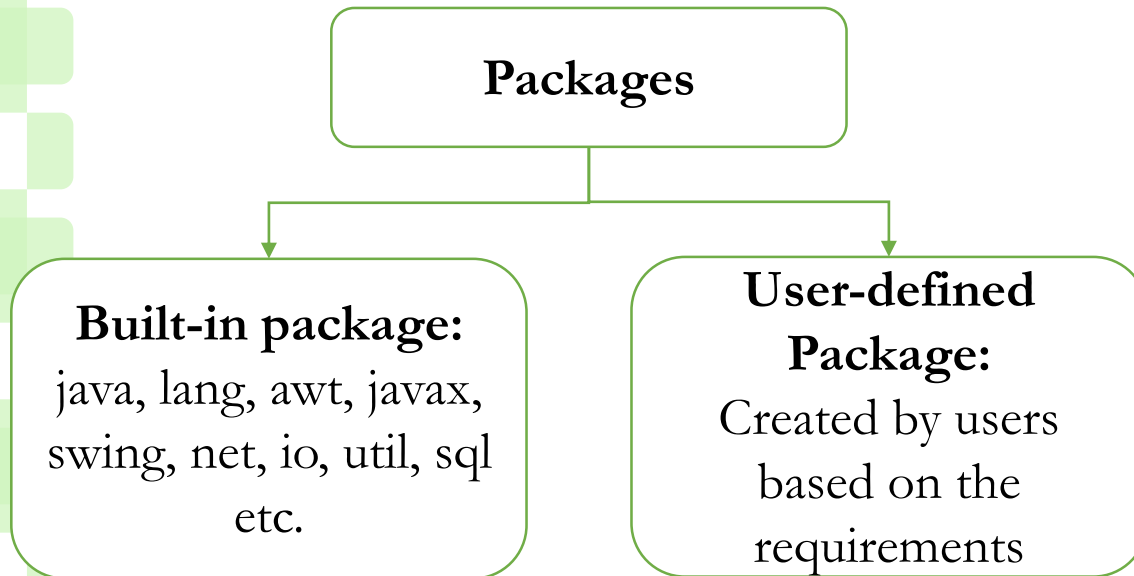 Packages
Built-in package:
java, lang, awt, javax,
swing, net, io, util, sql
etc.
User-defined
Package:
Created by users
based on the
requirements